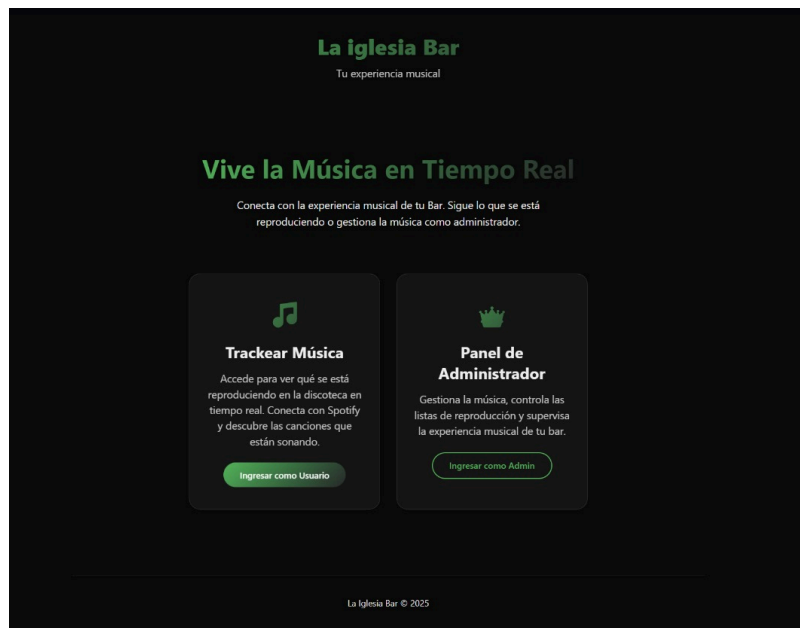 La iglesia Bar
Tu experiencia musical
Vive la Música en Tiempo Real
Conecta con la experiencia musical de tu Bar. Sigue lo que se está
reproduciendo o gestiona la música como administrador.
Trackear Música
Accede para ver qué se está
reproduciendo en la discoteca en
tiempo real. Conecta con Spotify
y descubre las canciones que
están sonando.
Ingresar como Usuario
Panel de
Administrador
Gestiona la música, controla las
listas de reproducción y supervisa
la experiencia musical de tu bar.
Ingresar como Admin
La Iglesia Bar © 2025